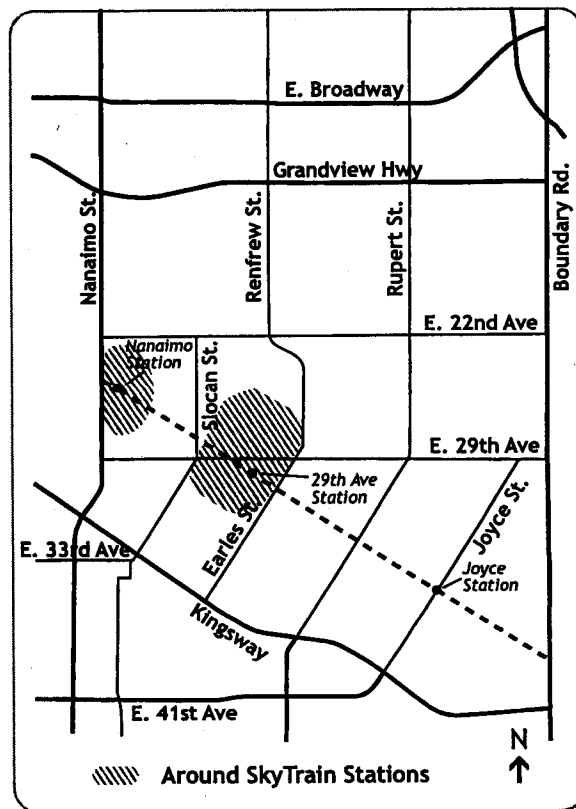 E. Broadway
Grandview Hwy
Nanaimo St.
Renfrew St.
Rupert St.
Boundary Rd.
E. 22nd Ave
Nanaimo
Station
Slocan St.
E. 29th Ave
29th Ave
Station
Earles St.
Joyce St.
E. 33rd Ave
Joyce
Station
Kingsway
E. 41st Ave
N
Around SkyTrain Stations